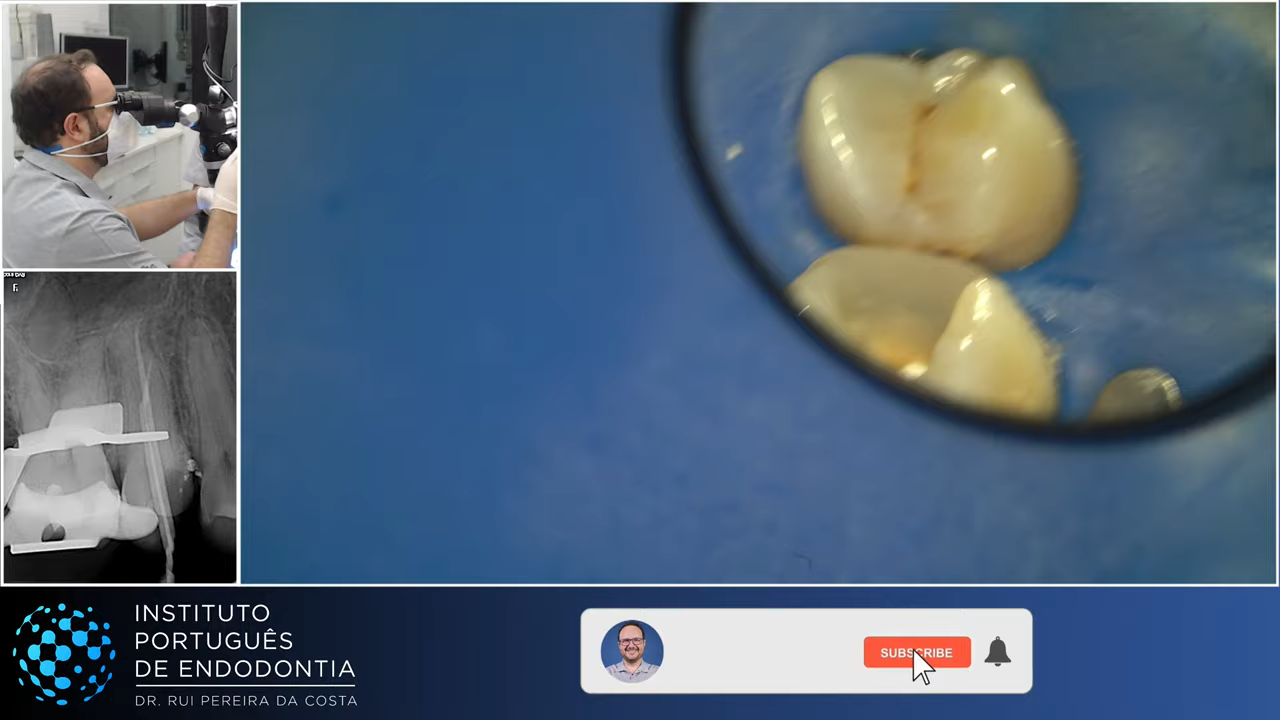 INSTITUTO
PORTUGUÊS
DE ENDODONTIA
DR. RUI PEREIRA DA COSTA
SUBSCRIBE